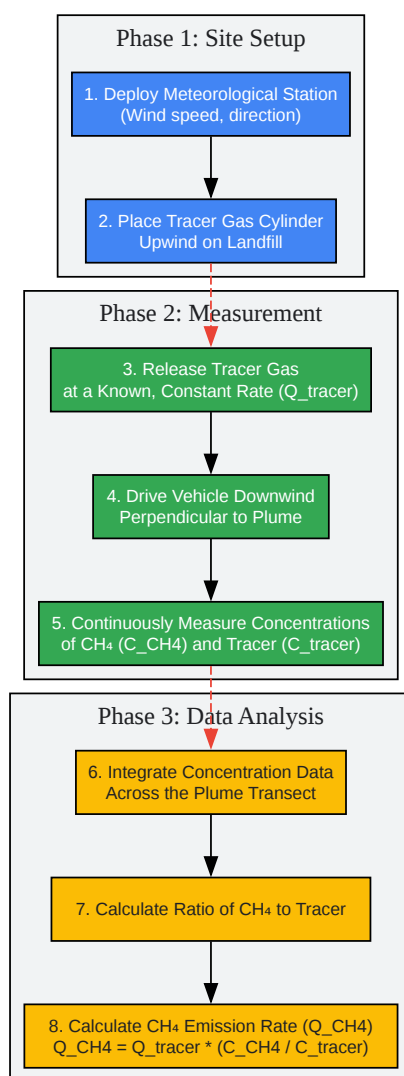 Phase 1: Site Setup
1. Deploy Meteorological Station
(Wind speed, direction)
2. Place Tracer Gas Cylinder
Upwind on Landfill
Phase 2: Measurement
3. Release Tracer Gas
at a Known, Constant Rate (Q_tracer)
4. Drive Vehicle Downwind
Perpendicular to Plume
5. Continuously Measure Concentrations
of CH₄ (C_CH4) and Tracer (C_tracer)
Phase 3: Data Analysis
6. Integrate Concentration Data
Across the Plume Transect
7. Calculate Ratio of CH₄ to Tracer
8. Calculate CH₄ Emission Rate (Q_CH4)
Q_CH4 = Q_tracer * (C_CH4 / C_tracer)